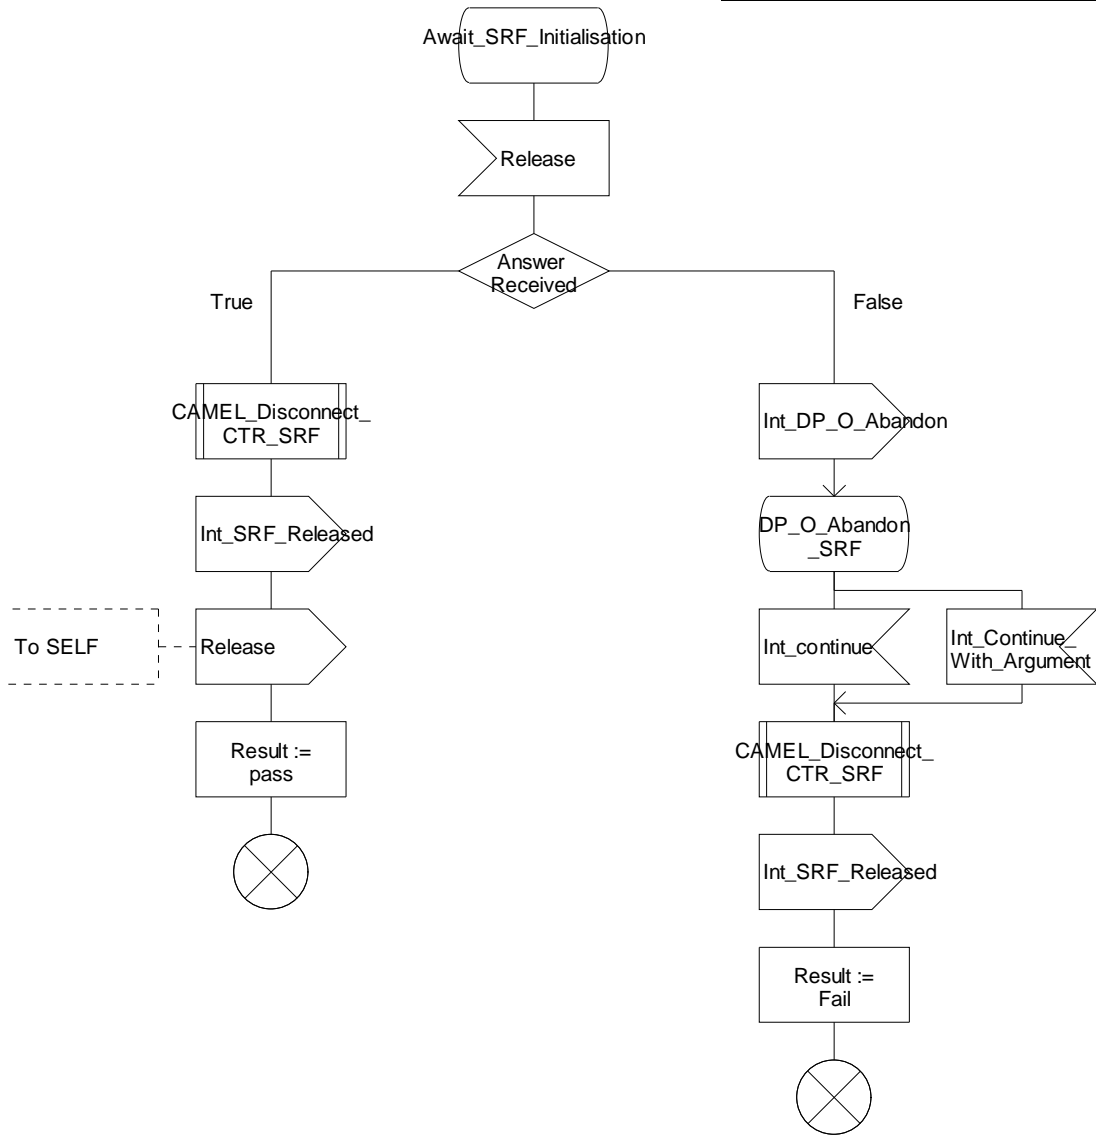 Await_SRF_Initialisation
Release
Answer
Received
True
False
CAMEL_Disconnect_
CTR_SRF
Int_DP_O_Abandon
Int_SRF_Released
DP_O_Abandon
_SRF
To SELF
Release
Int_continue
Int_Continue_
With_Argument
Result :=
pass
CAMEL_Disconnect_
CTR_SRF
Int_SRF_Released
Result :=
Fail